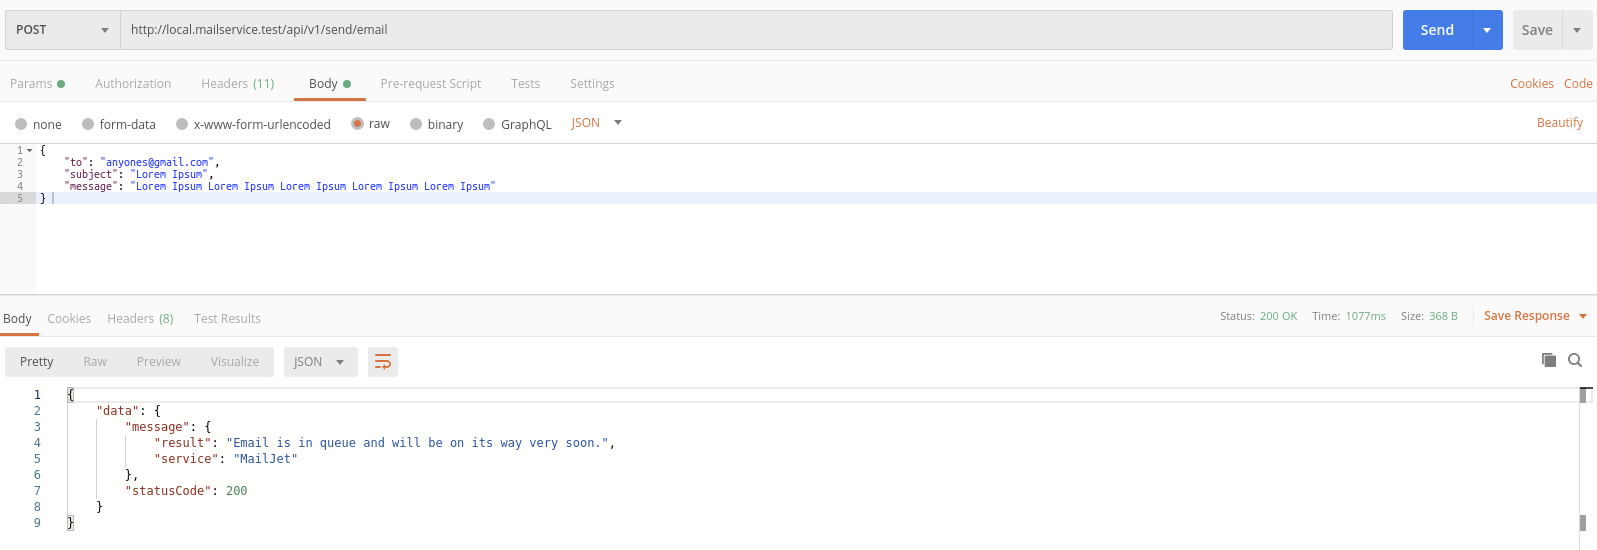 POST http://local.mailservice.test/api/v1/send/email Send Save
Params Authorization Headers (11) Body Pre-request Script Tests Settings Cookies Code
none form-data x-www-form-urlencoded raw binary GraphQL JSON Beautify
1 {
2 "to": "anyones@gmail.com",
3 "subject": "Lorem Ipsum",
4 "message": "Lorem Ipsum Lorem Ipsum Lorem Ipsum Lorem Ipsum Lorem Ipsum"
5 }
Body Cookies Headers (8) Test Results Status: 200 OK Time: 1077ms Size: 368 B Save Response
Pretty Raw Preview Visualize JSON
1 {
2 "data": {
3 "message": {
4 "result": "Email is in queue and will be on its way very soon.",
5 "service": "MailJet"
6 },
7 "statusCode": 200
8 }
9 }